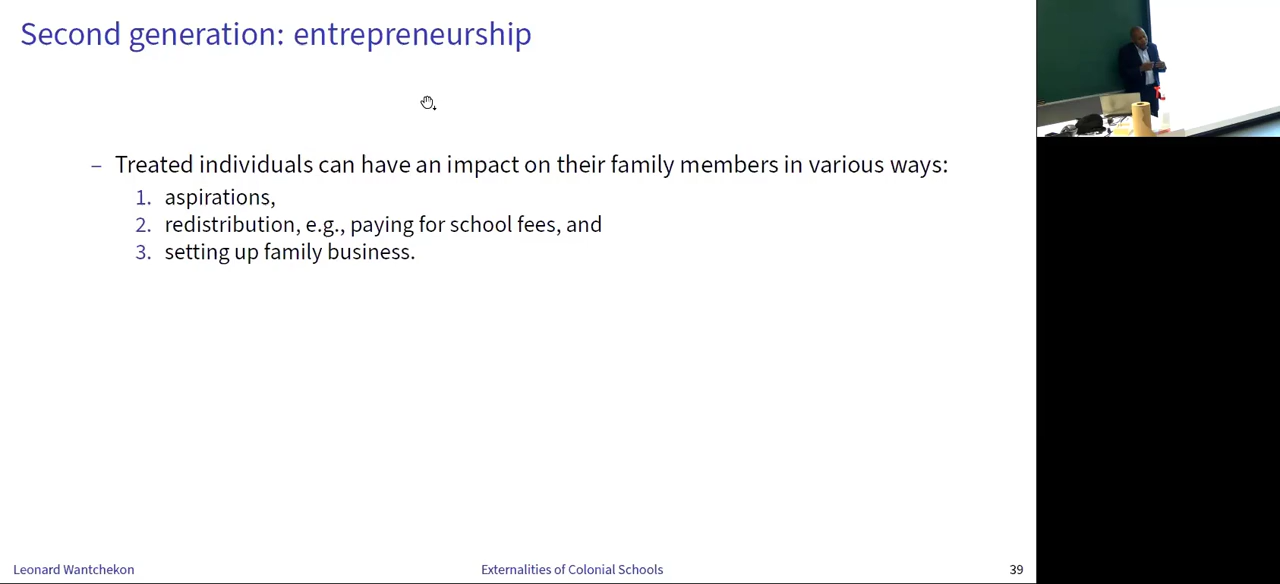 Second generation: entrepreneurship
– Treated individuals can have an impact on their family members in various ways:
1. aspirations,
2. redistribution, e.g., paying for school fees, and
3. setting up family business.
Leonard Wantchekon
Externalities of Colonial Schools
39